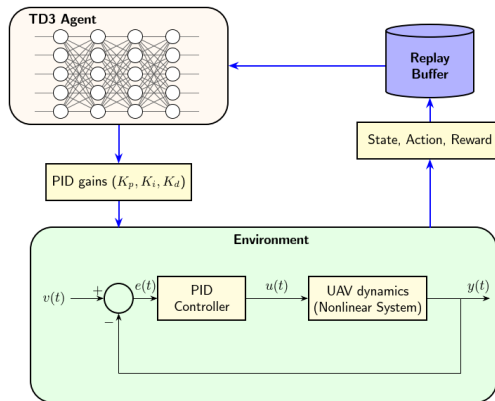 TD3 Agent
Replay
Buffer
State, Action, Reward
PID gains (K_p, K_i, K_d)
Environment
v(t)
+
−
e(t)
PID
Controller
u(t)
UAV dynamics
(Nonlinear System)
y(t)